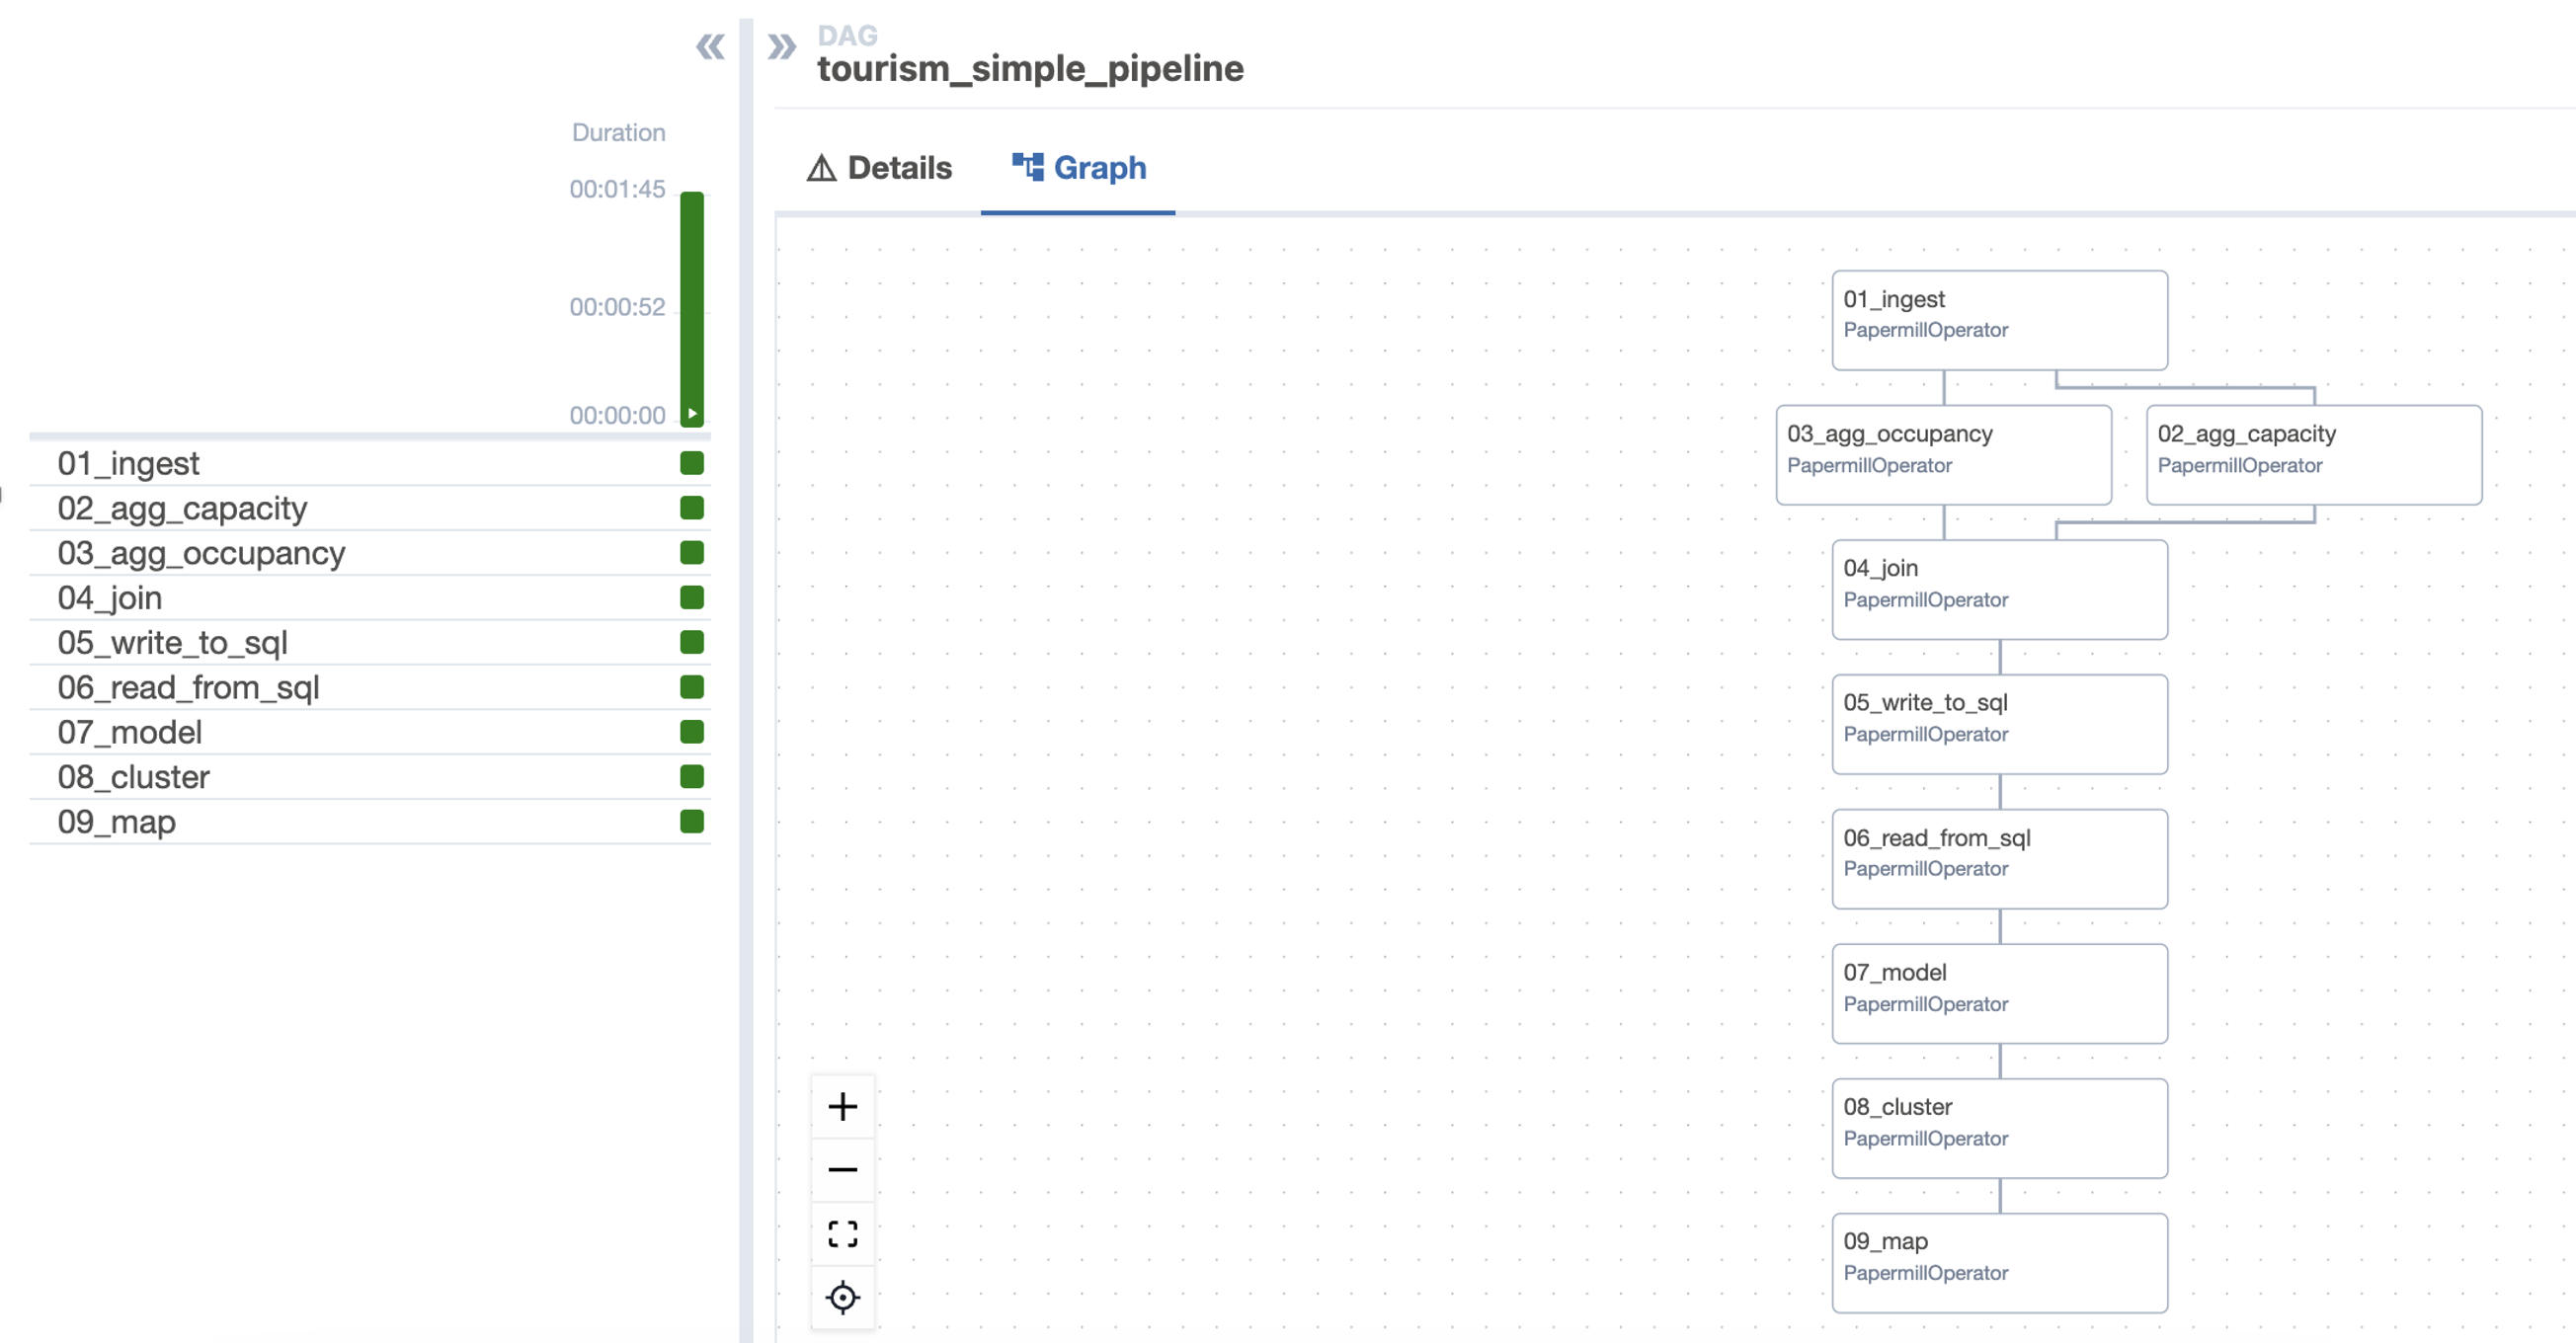 Duration
00:01:45
00:00:52
00:00:00
01_ingest
02_agg_capacity
03_agg_occupancy
04_join
05_write_to_sql
06_read_from_sql
07_model
08_cluster
09_map
DAG
tourism_simple_pipeline
Details
Graph
01_ingest
PapermillOperator
03_agg_occupancy
PapermillOperator
02_agg_capacity
PapermillOperator
04_join
PapermillOperator
05_write_to_sql
PapermillOperator
06_read_from_sql
PapermillOperator
07_model
PapermillOperator
08_cluster
PapermillOperator
09_map
PapermillOperator